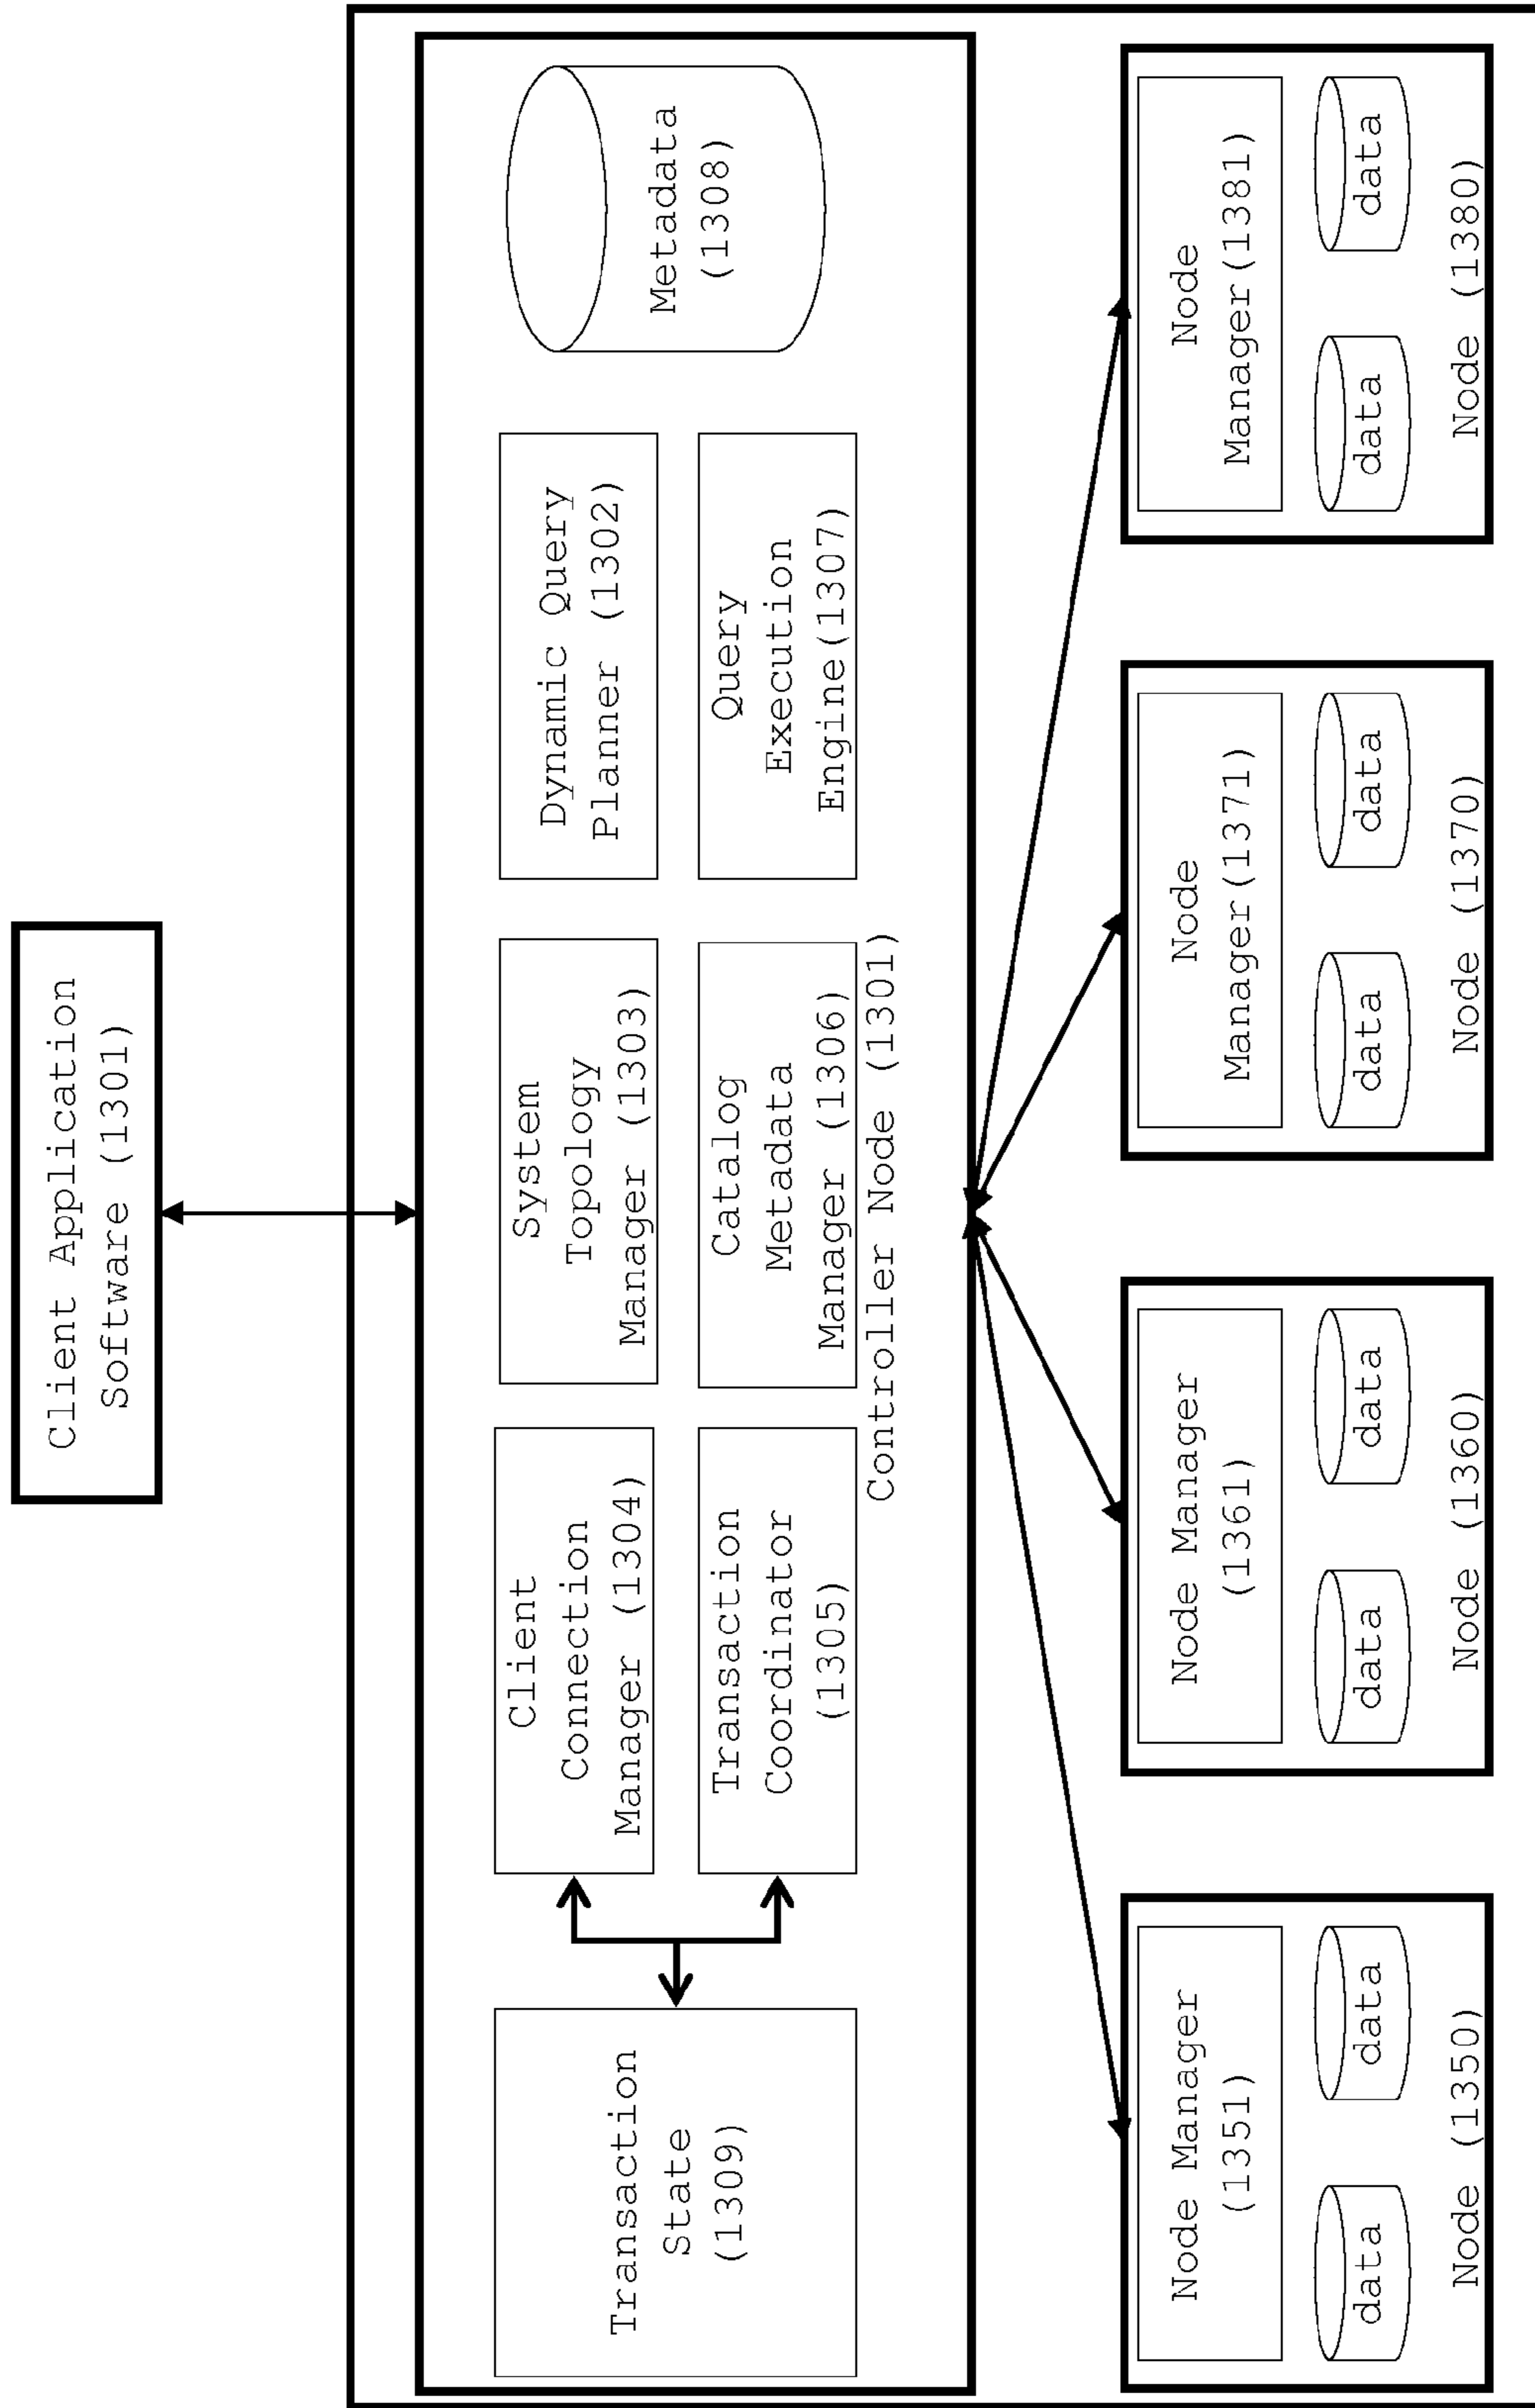 Client Application
Software (1301)
Transaction
State
(1309)
Client
Connection
Manager (1304)
Transaction
Coordinator
(1305)
System
Topology
Manager (1303)
Catalog
Metadata
Manager (1306)
Dynamic Query
Planner (1302)
Query
Execution
Engine(1307)
Metadata
(1308)
Controller Node (1301)
Node Manager
(1351)
data
data
Node (1350)
Node Manager
(1361)
data
data
Node (1360)
Node
Manager(1371)
data
data
Node (1370)
Node
Manager(1381)
data
data
Node (1380)